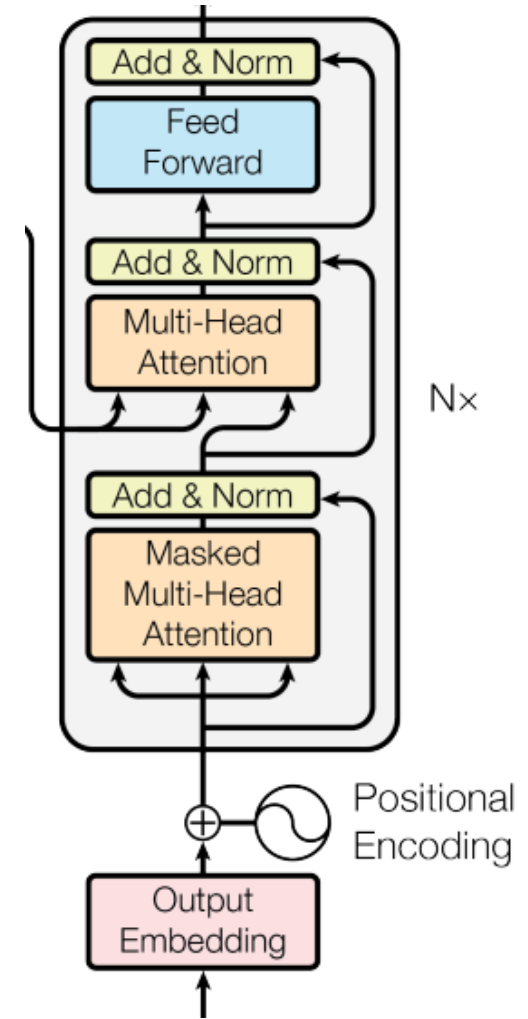 Add & Norm
Feed
Forward
Add & Norm
Multi-Head
Attention
N×
Add & Norm
Masked
Multi-Head
Attention
Positional
Encoding
Output
Embedding